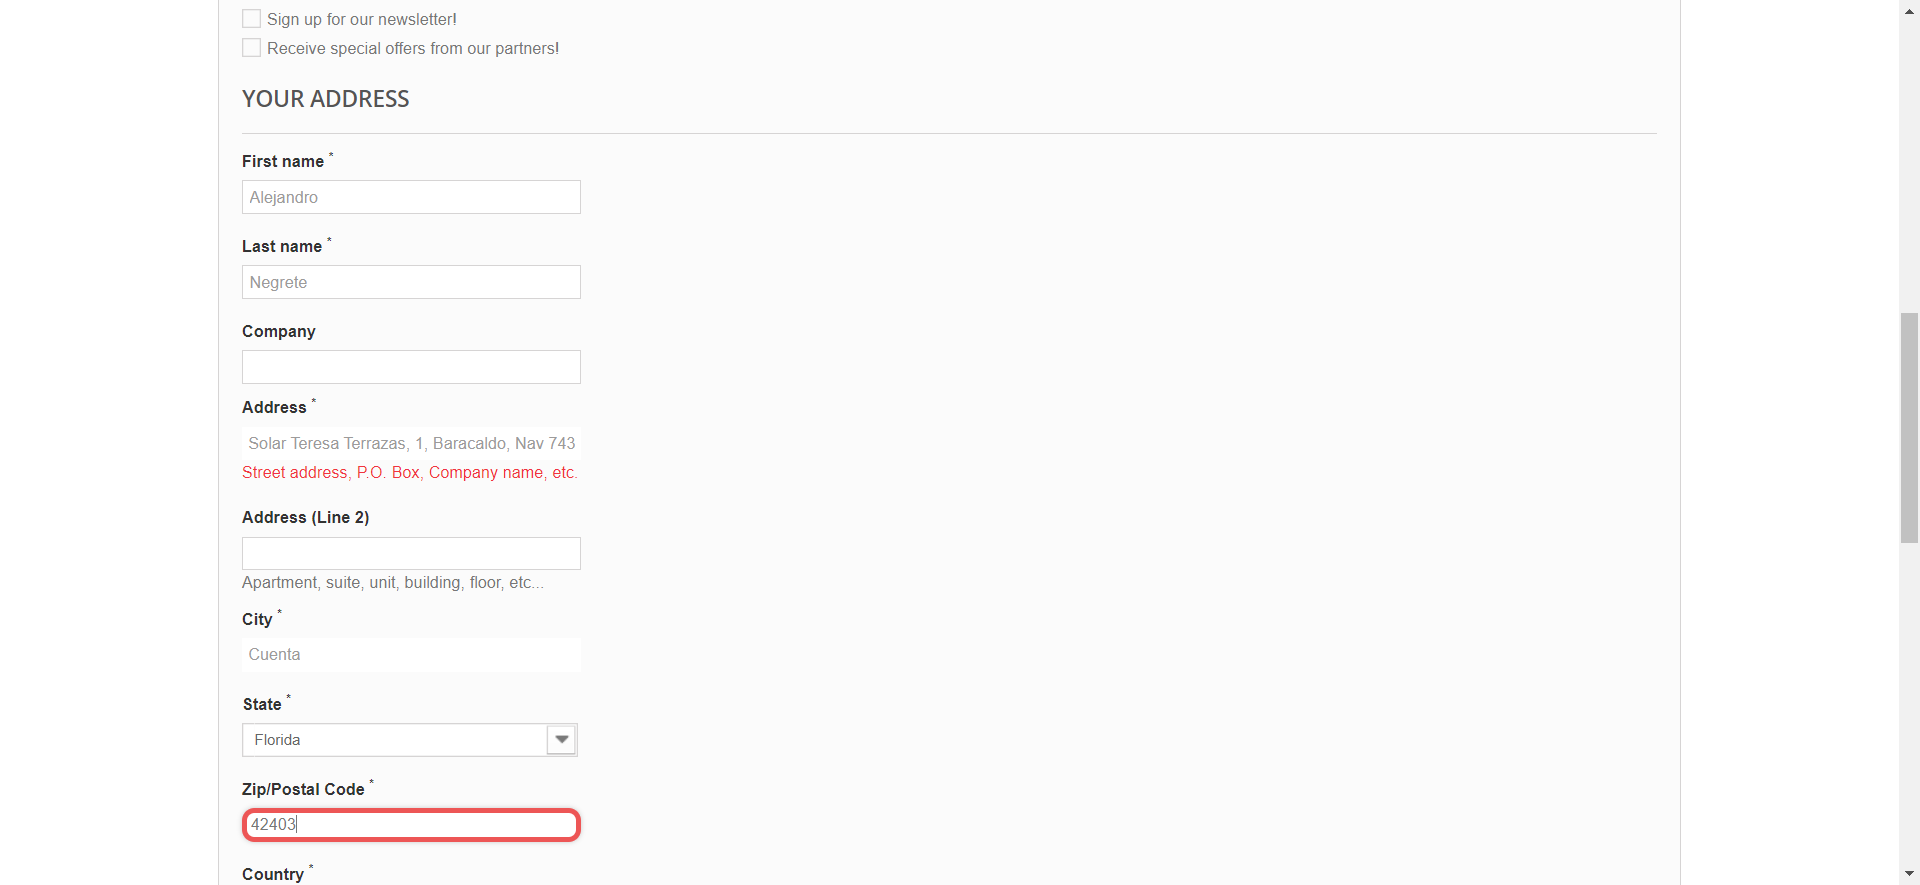 Sign up for our newsletter!
Receive special offers from our partners!
YOUR ADDRESS
First name *
Alejandro
Last name *
Negrete
Company
Address *
Solar Teresa Terrazas, 1, Baracaldo, Nav 743
Street address, P.O. Box, Company name, etc.
Address (Line 2)
Apartment, suite, unit, building, floor, etc...
City *
Cuenta
State *
Florida
Zip/Postal Code *
42403
Country *